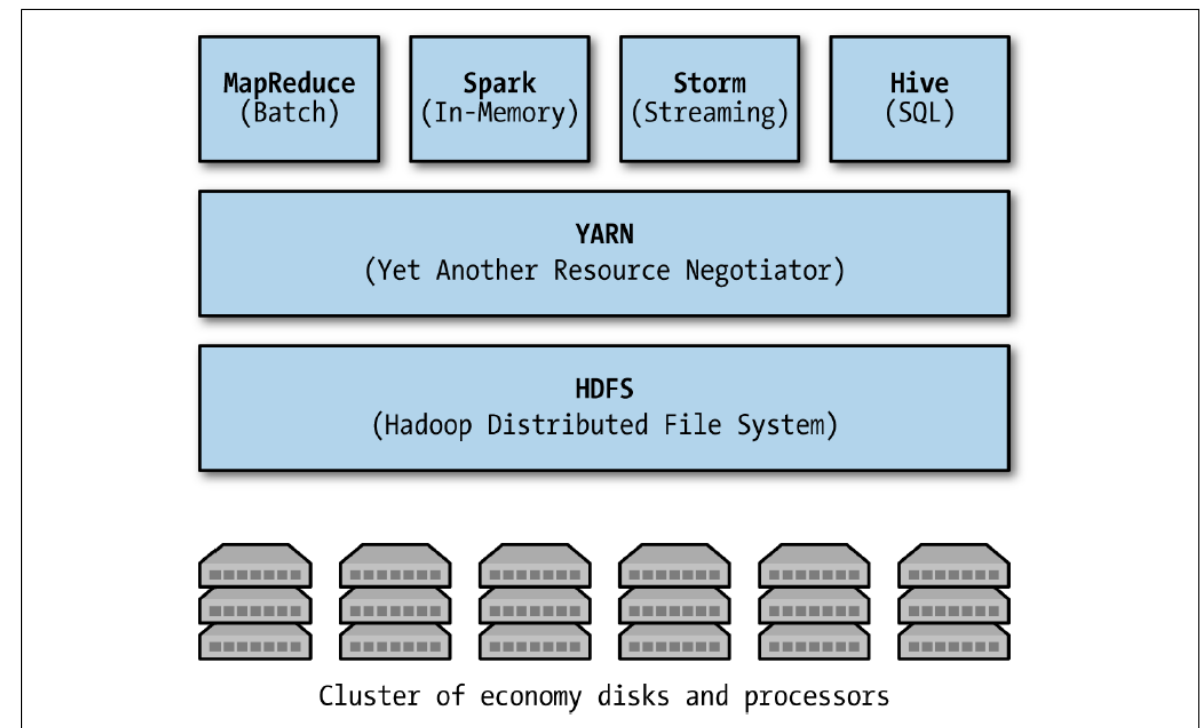 MapReduce
(Batch)
Spark
(In-Memory)
Storm
(Streaming)
Hive
(SQL)
YARN
(Yet Another Resource Negotiator)
HDFS
(Hadoop Distributed File System)
Cluster of economy disks and processors